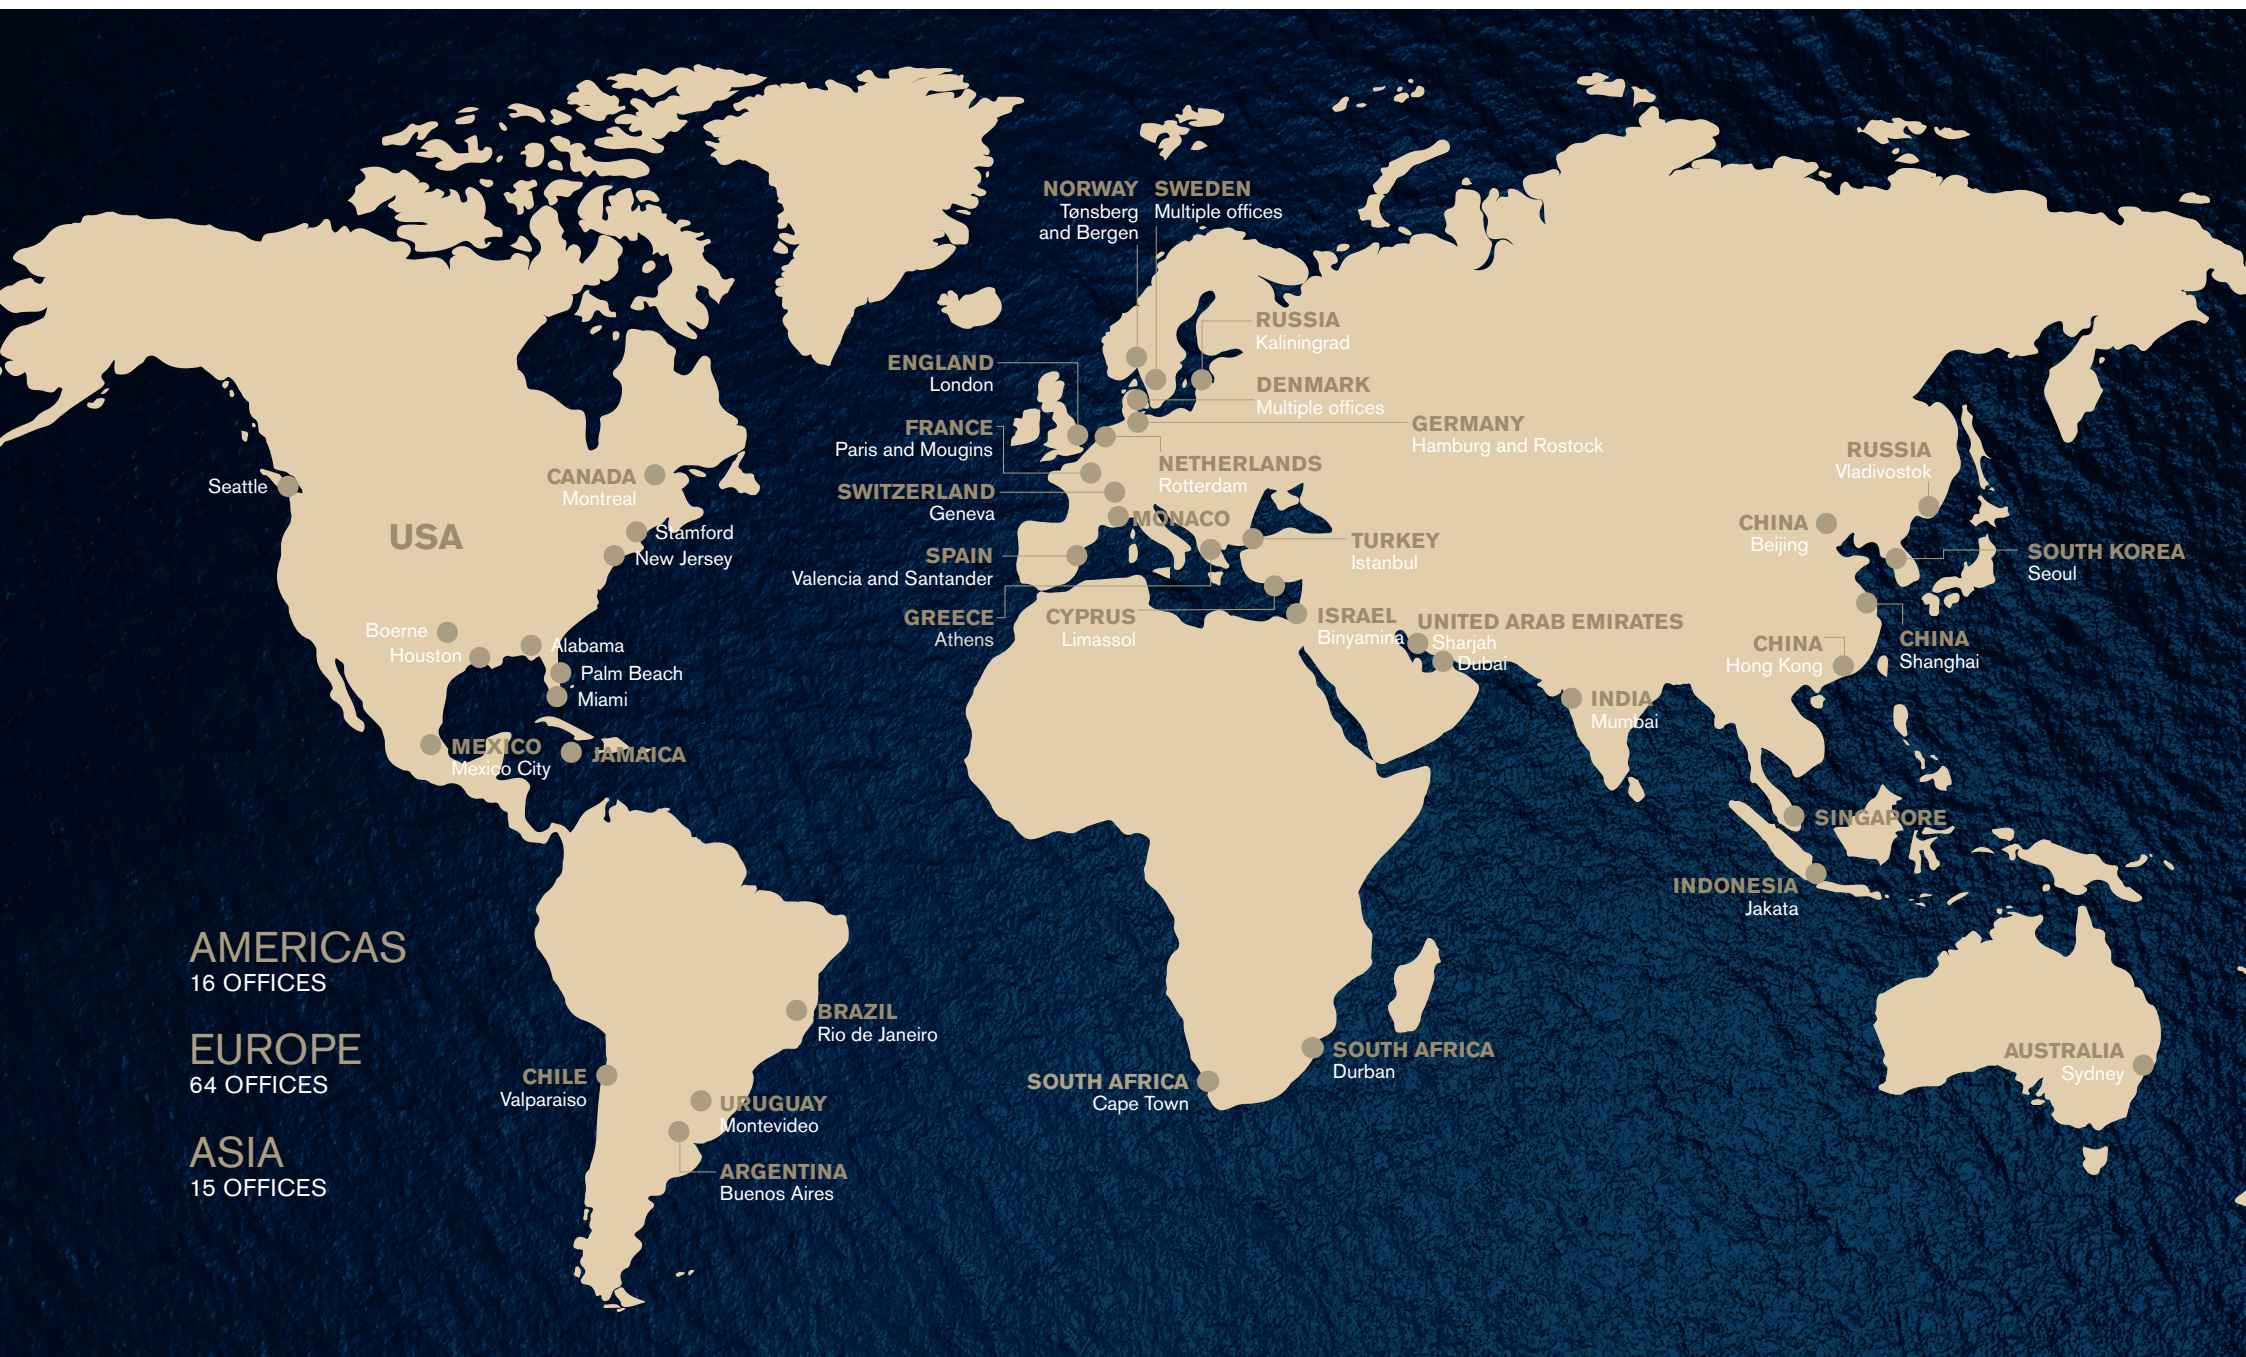 NORWAY
Tønsberg
and Bergen
SWEDEN
Multiple offices
RUSSIA
Kaliningrad
ENGLAND
London
DENMARK
Multiple offices
FRANCE
Paris and Mougins
GERMANY
Hamburg and Rostock
NETHERLANDS
Rotterdam
SWITZERLAND
Geneva
MONACO
SPAIN
Valencia and Santander
TURKEY
Istanbul
GREECE
Athens
CYPRUS
Limassol
ISRAEL
Binyamina
UNITED ARAB EMIRATES
Sharjah
Dubai
RUSSIA
Vladivostok
CHINA
Beijing
SOUTH KOREA
Seoul
CHINA
Hong Kong
CHINA
Shanghai
INDIA
Mumbai
SINGAPORE
INDONESIA
Jakata
AUSTRALIA
Sydney
Seattle
CANADA
Montreal
USA
Stamford
New Jersey
Boerne
Houston
Alabama
Palm Beach
Miami
MEXICO
Mexico City
JAMAICA
BRAZIL
Rio de Janeiro
CHILE
Valparaiso
URUGUAY
Montevideo
ARGENTINA
Buenos Aires
SOUTH AFRICA
Cape Town
SOUTH AFRICA
Durban
AMERICAS
16 OFFICES
EUROPE
64 OFFICES
ASIA
15 OFFICES